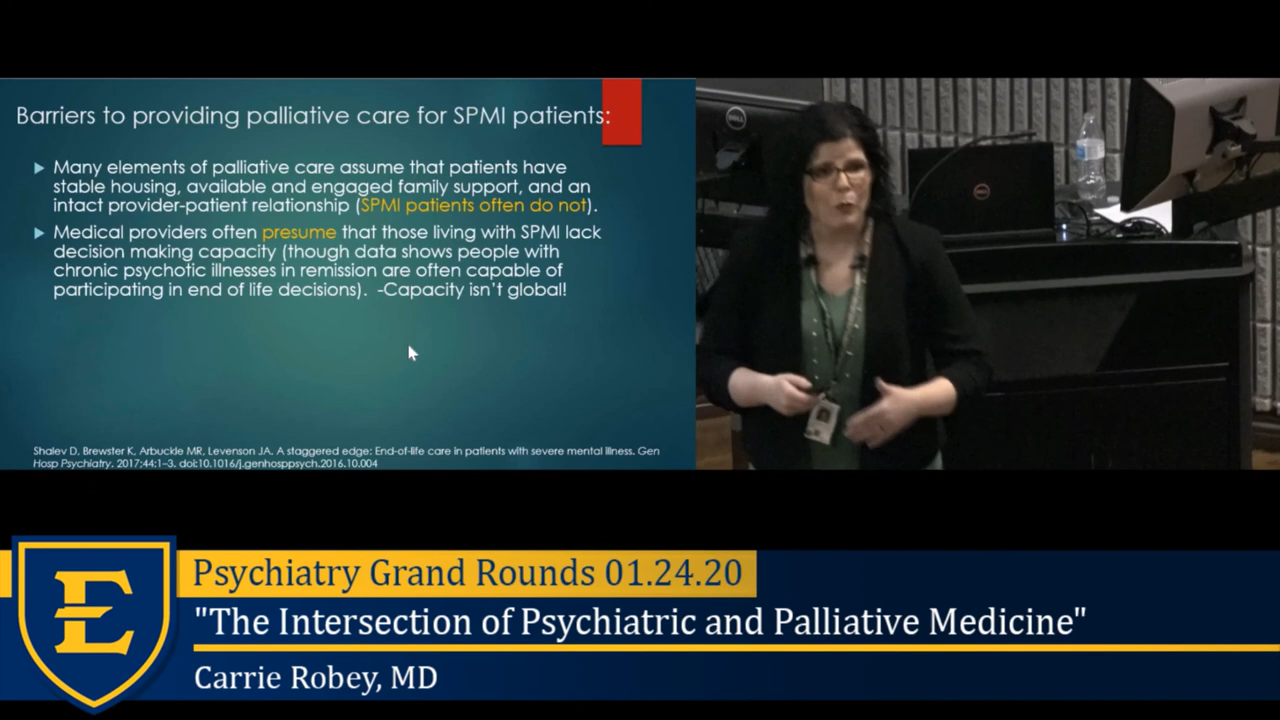 Barriers to providing palliative care for SPMI patients:
Many elements of palliative care assume that patients have
stable housing, available and engaged family support, and an
intact provider-patient relationship (SPMI patients often do not).
Medical providers often presume that those living with SPMI lack
decision making capacity (though data shows people with
chronic psychotic illnesses in remission are often capable of
participating in end of life decisions). -Capacity isn't global!
Shalev D, Brewster K, Arbuckle MR, Levenson JA. A staggered edge: End-of-life care in patients with severe mental illness. Gen
Hosp Psychiatry. 2017;44:1–3. doi:10.1016/j.genhosppsych.2016.10.004
DELL
DELL
E
Psychiatry Grand Rounds 01.24.20
"The Intersection of Psychiatric and Palliative Medicine"
Carrie Robey, MD